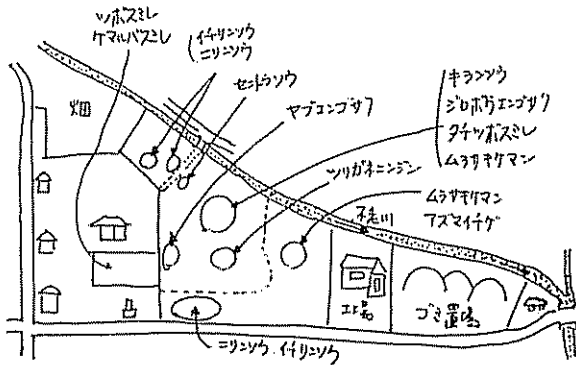 ツボスミレ
ケマルバスミレ
イチリンソウ
ニリンソウ
セントウソウ
ヤブエンゴサク
キランソウ
ジロボウエンゴサク
タチツボスミレ
ムラサキケマン
ツリガネニンジン
ムラサキケマン
アズマイチゲ
畑
不老川
工場
ゴミ置場
ニリンソウ.イチリンソウ